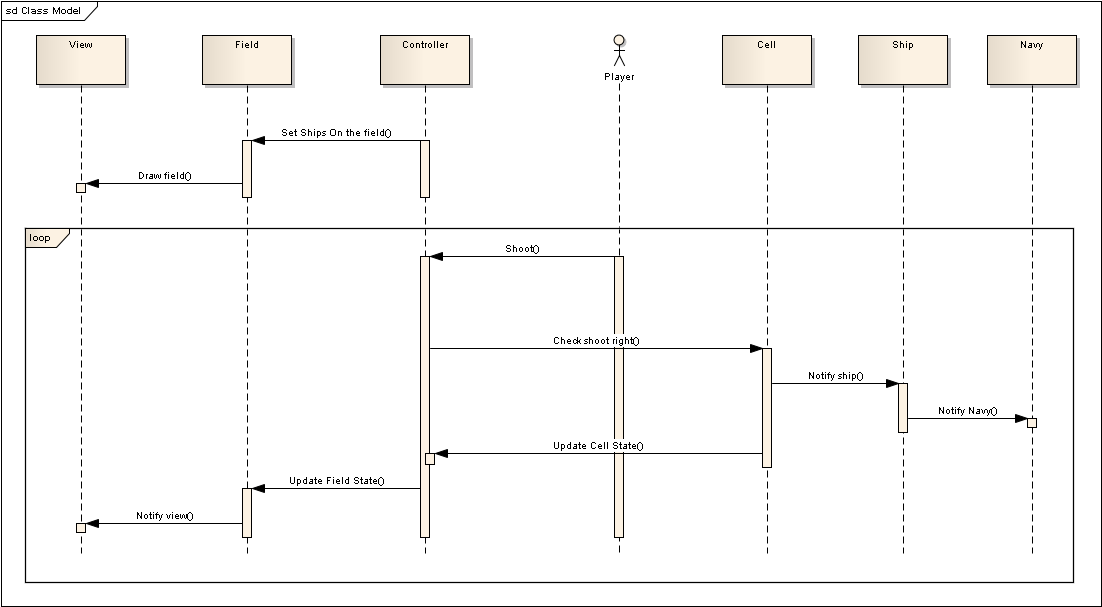 sd Class Model
View
Field
Controller
Player
Cell
Ship
Navy
Set Ships On the field()
Draw field()
loop
Shoot()
Check shoot right()
Notify ship()
Notify Navy()
Update Cell State()
Update Field State()
Notify view()